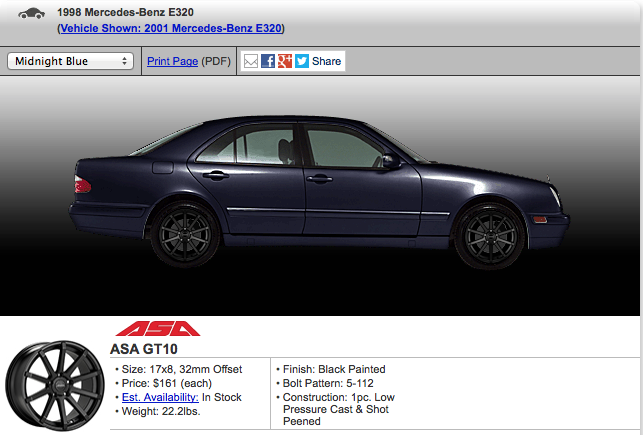 1998 Mercedes-Benz E320
(Vehicle Shown: 2001 Mercedes-Benz E320)
Midnight Blue
Print Page (PDF)
Share
ASA
ASA GT10
• Size: 17x8, 32mm Offset
• Price: $161 (each)
• Est. Availability: In Stock
• Weight: 22.2lbs.
• Finish: Black Painted
• Bolt Pattern: 5-112
• Construction: 1pc. Low
Pressure Cast & Shot
Peened